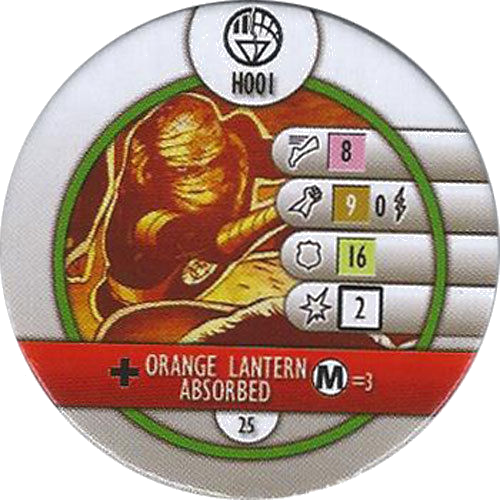 H001
8
9 0
16
2
ORANGE LANTERN
ABSORBED
M =3
25